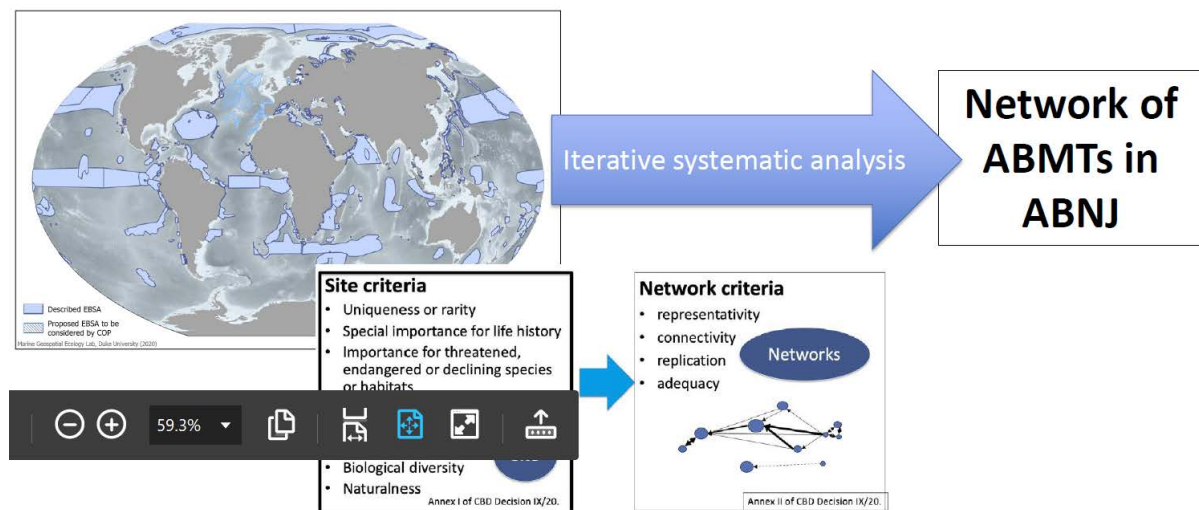 Iterative systematic analysis
Network of
ABMTs in
ABNJ
Described EBSA
Proposed EBSA to be
considered by COP
Marine Geospatial Ecology Lab, Duke University (2020)
Site criteria
• Uniqueness or rarity
• Special importance for life history
• Importance for threatened,
endangered or declining species
or habitats
59.3%
• Biological diversity
• Naturalness
Annex I of CBD Decision IX/20.
Network criteria
• representativity
• connectivity
• replication
• adequacy
Networks
Annex II of CBD Decision IX/20.